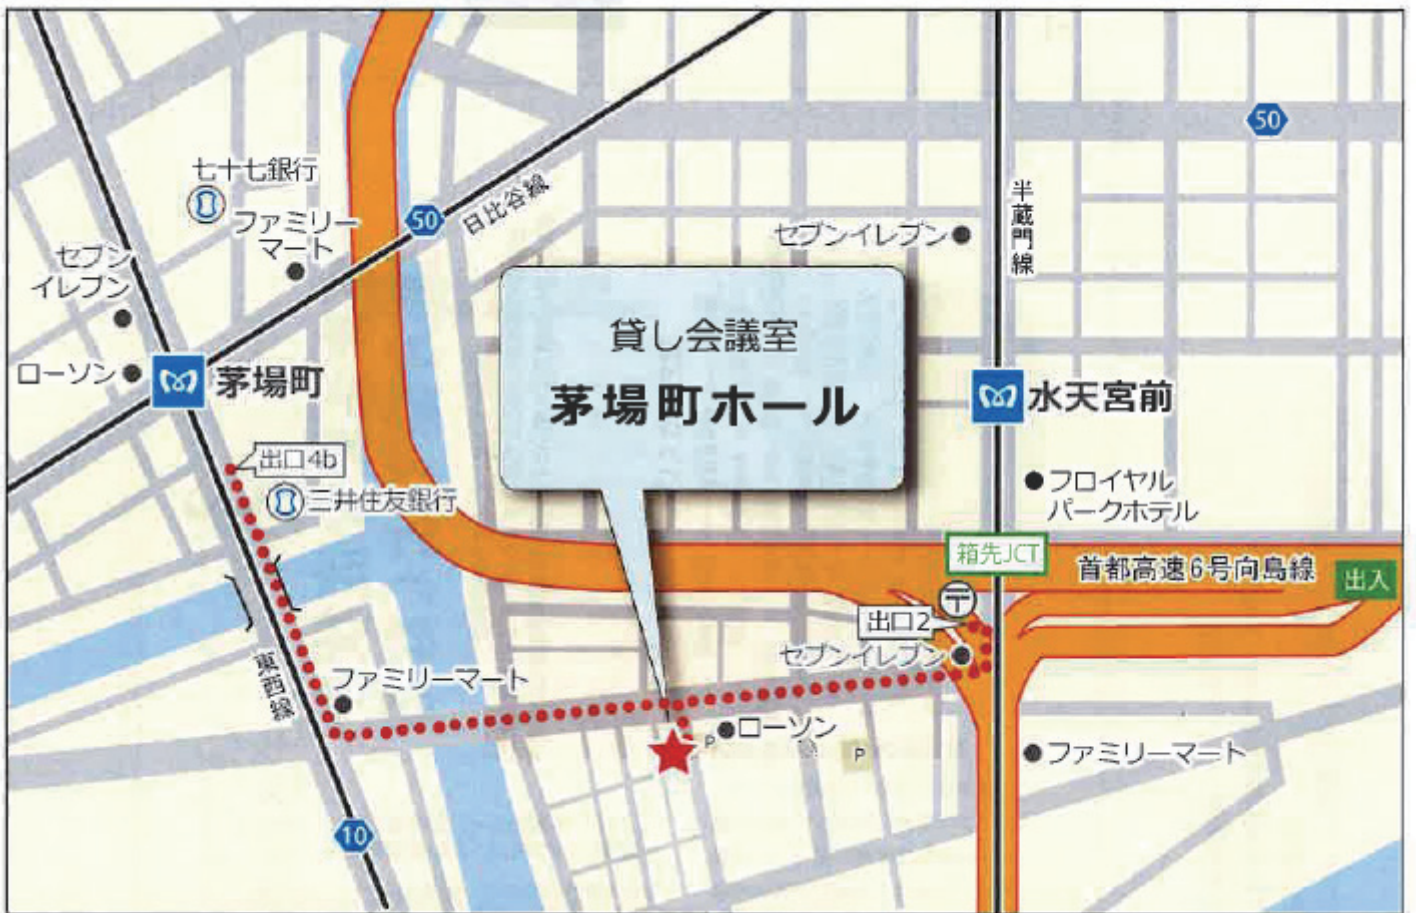 50
七十七銀行
半蔵門線
50
日比谷線
ファミリー
マート
セブンイレブン
セブン
イレブン
貸し会議室
茅場町ホール
ローソン
茅場町
水天宮前
出口4b
三井住友銀行
フロイヤル
パークホテル
箱先JCT
首都高速6号向島線
出入
〒
出口2
セブンイレブン
東西線
ファミリーマート
P
ローソン
P
ファミリーマート
10